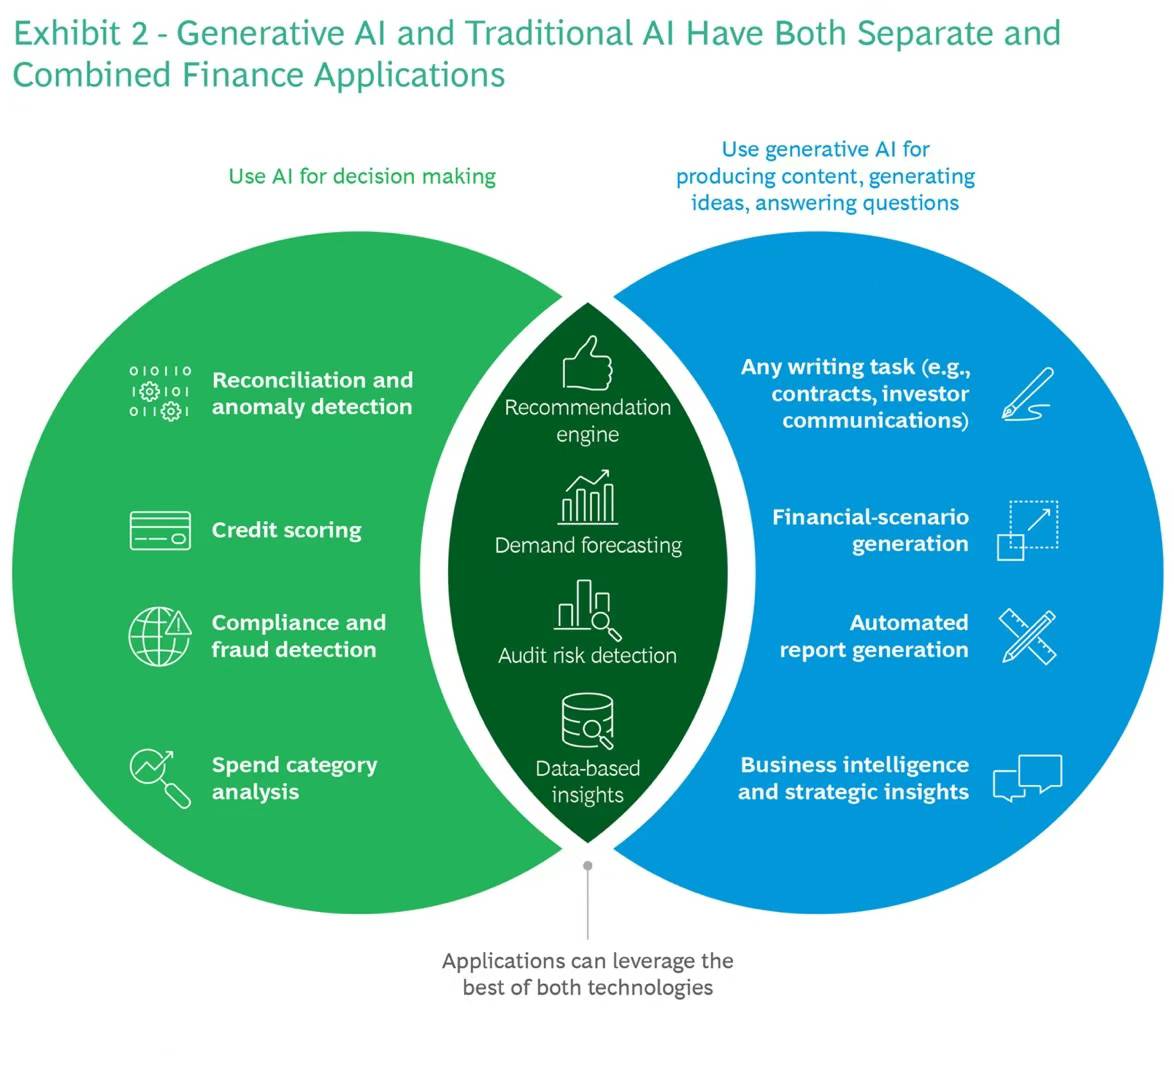 Exhibit 2 - Generative AI and Traditional AI Have Both Separate and
Combined Finance Applications
Use AI for decision making
Use generative AI for
producing content, generating
ideas, answering questions
010110
1 101
011 1
Reconciliation and
anomaly detection
Credit scoring
Compliance and
fraud detection
Spend category
analysis
Recommendation
engine
Demand forecasting
Audit risk detection
Data-based
insights
Any writing task (e.g.,
contracts, investor
communications)
Financial-scenario
generation
Automated
report generation
Business intelligence
and strategic insights
Applications can leverage the
best of both technologies